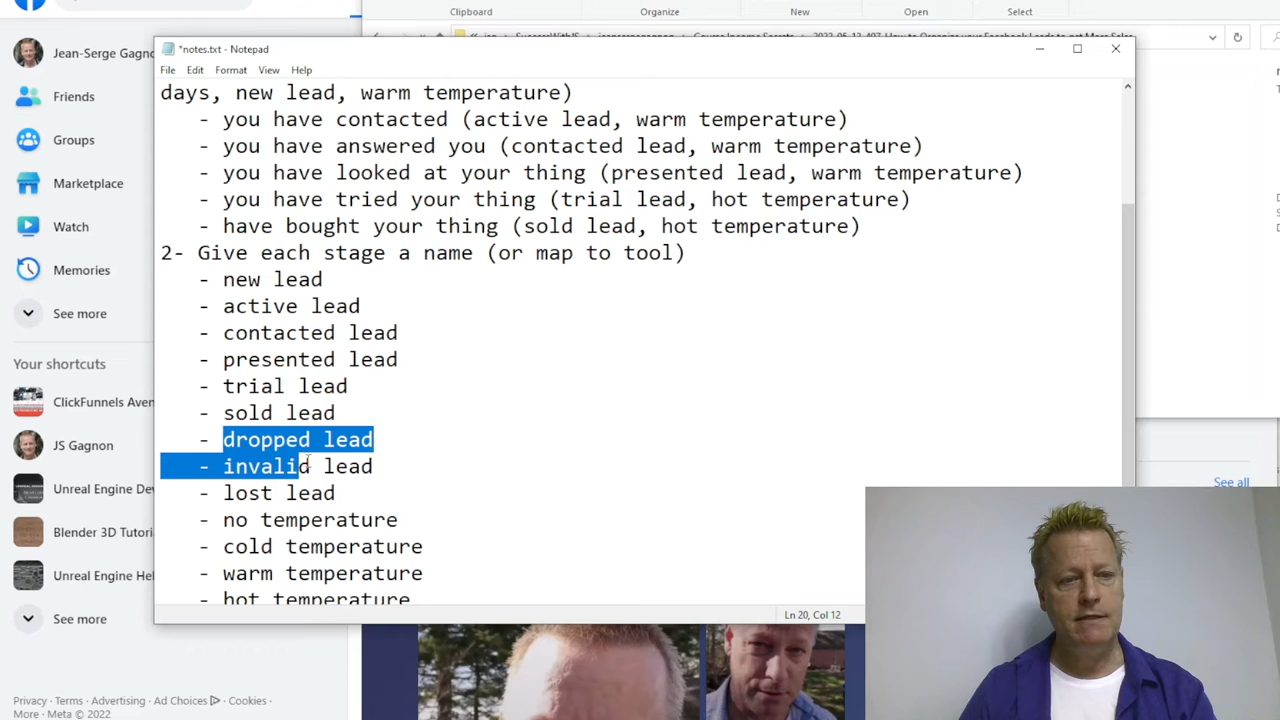 Clipboard
Organize
New
Open
Select
Jean-Serge Gagno
Friends
Groups
Marketplace
Watch
Memories
See more
Your shortcuts
ClickFunnels Aven
JS Gagnon
Unreal Engine Dev
Blender 3D Tutori
Unreal Engine Hel
See more
Privacy · Terms · Advertising · Ad Choices · Cookies ·
More · Meta © 2022
*notes.txt - Notepad
File Edit Format View Help
days, new lead, warm temperature)
- you have contacted (active lead, warm temperature)
- you have answered you (contacted lead, warm temperature)
- you have looked at your thing (presented lead, warm temperature)
- you have tried your thing (trial lead, hot temperature)
- have bought your thing (sold lead, hot temperature)
2- Give each stage a name (or map to tool)
- new lead
- active lead
- contacted lead
- presented lead
- trial lead
- sold lead
- dropped lead
- invalid lead
- lost lead
- no temperature
- cold temperature
- warm temperature
- hot temperature
Ln 20, Col 12
See all